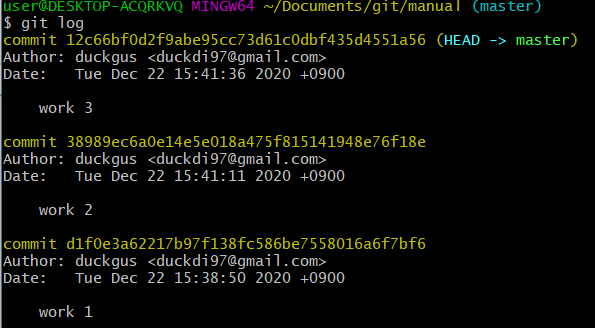 user@DESKTOP-ACQRKVQ MINGW64 ~/Documents/git/manual (master)
$ git log
commit 12c66bf0d2f9abe95cc73d61c0dbf435d4551a56 (HEAD -> master)
Author: duckgus <duckdi97@gmail.com>
Date:   Tue Dec 22 15:41:36 2020 +0900
work 3
commit 38989ec6a0e14e5e018a475f815141948e76f18e
Author: duckgus <duckdi97@gmail.com>
Date:   Tue Dec 22 15:41:11 2020 +0900
work 2
commit d1f0e3a62217b97f138fc586be7558016a6f7bf6
Author: duckgus <duckdi97@gmail.com>
Date:   Tue Dec 22 15:38:50 2020 +0900
work 1